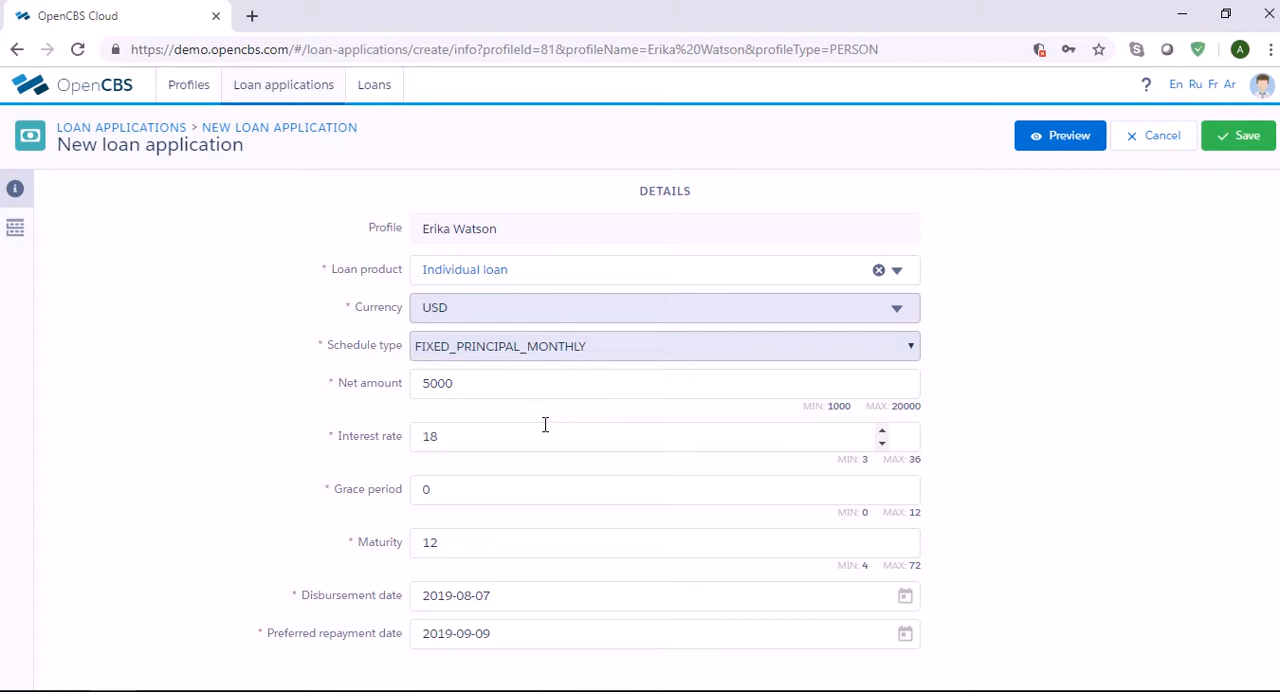 OpenCBS Cloud
https://demo.opencbs.com/#/loan-applications/create/info?profileId=81&profileName=Erika%20Watson&profileType=PERSON
A
OpenCBS Profiles Loan applications Loans ? En Ru Fr Ar
LOAN APPLICATIONS > NEW LOAN APPLICATION
New loan application
Preview Cancel Save
DETAILS
Profile Erika Watson
* Loan product Individual loan
* Currency USD
* Schedule type FIXED_PRINCIPAL_MONTHLY
* Net amount 5000
MIN: 1000 MAX: 20000
* Interest rate 18
MIN: 3 MAX: 36
* Grace period 0
MIN: 0 MAX: 12
* Maturity 12
MIN: 4 MAX: 72
* Disbursement date 2019-08-07
* Preferred repayment date 2019-09-09